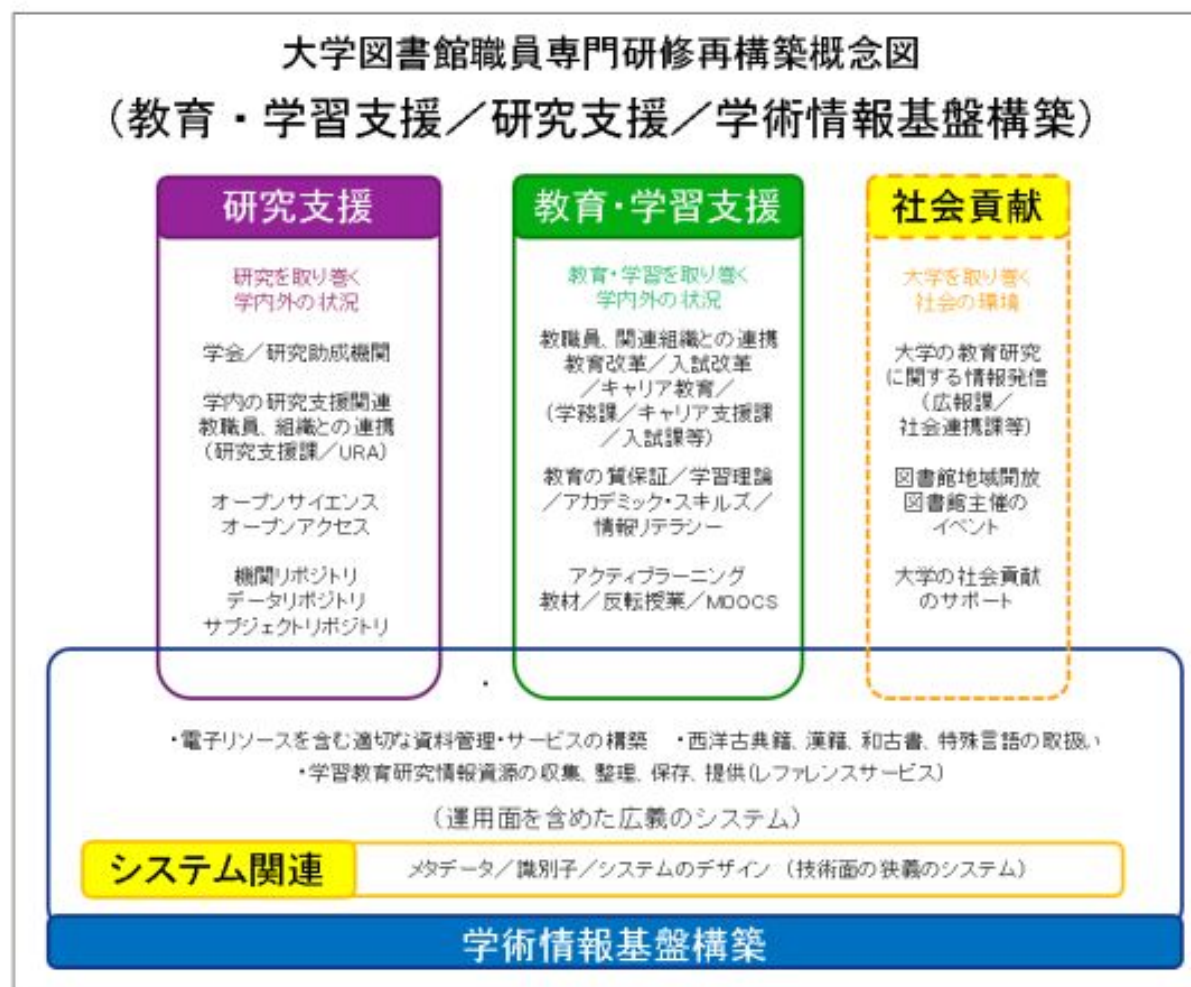 大学図書館職員専門研修再構築概念図
（教育・学習支援／研究支援／学術情報基盤構築）
研究支援
研究を取り巻く
学内外の状況
学会／研究助成機関
学内の研究支援関連
教職員、組織との連携
（研究支援課／URA）
オープンサイエンス
オープンアクセス
機関リポジトリ
データリポジトリ
サブジェクトリポジトリ
教育・学習支援
教育・学習を取り巻く
学内外の状況
教職員、関連組織との連携
教育改革／入試改革
／キャリア教育／
（学務課／キャリア支援課
／入試課等）
教育の質保証／学習理論
／アカデミック・スキルズ／
情報リテラシー
アクティブラーニング
教材／反転授業／MOOCS
社会貢献
大学を取り巻く
社会の環境
大学の教育研究
に関する情報発信
（広報課／
社会連携課等）
図書館地域開放
図書館主催の
イベント
大学の社会貢献
のサポート
・電子リソースを含む適切な資料管理・サービスの構築　・西洋古典籍、漢籍、和古書、特殊言語の取扱い
・学習教育研究情報資源の収集、整理、保存、提供（レファレンスサービス）
（運用面を含めた広義のシステム）
システム関連
メタデータ／識別子／システムのデザイン （技術面の狭義のシステム）
学術情報基盤構築